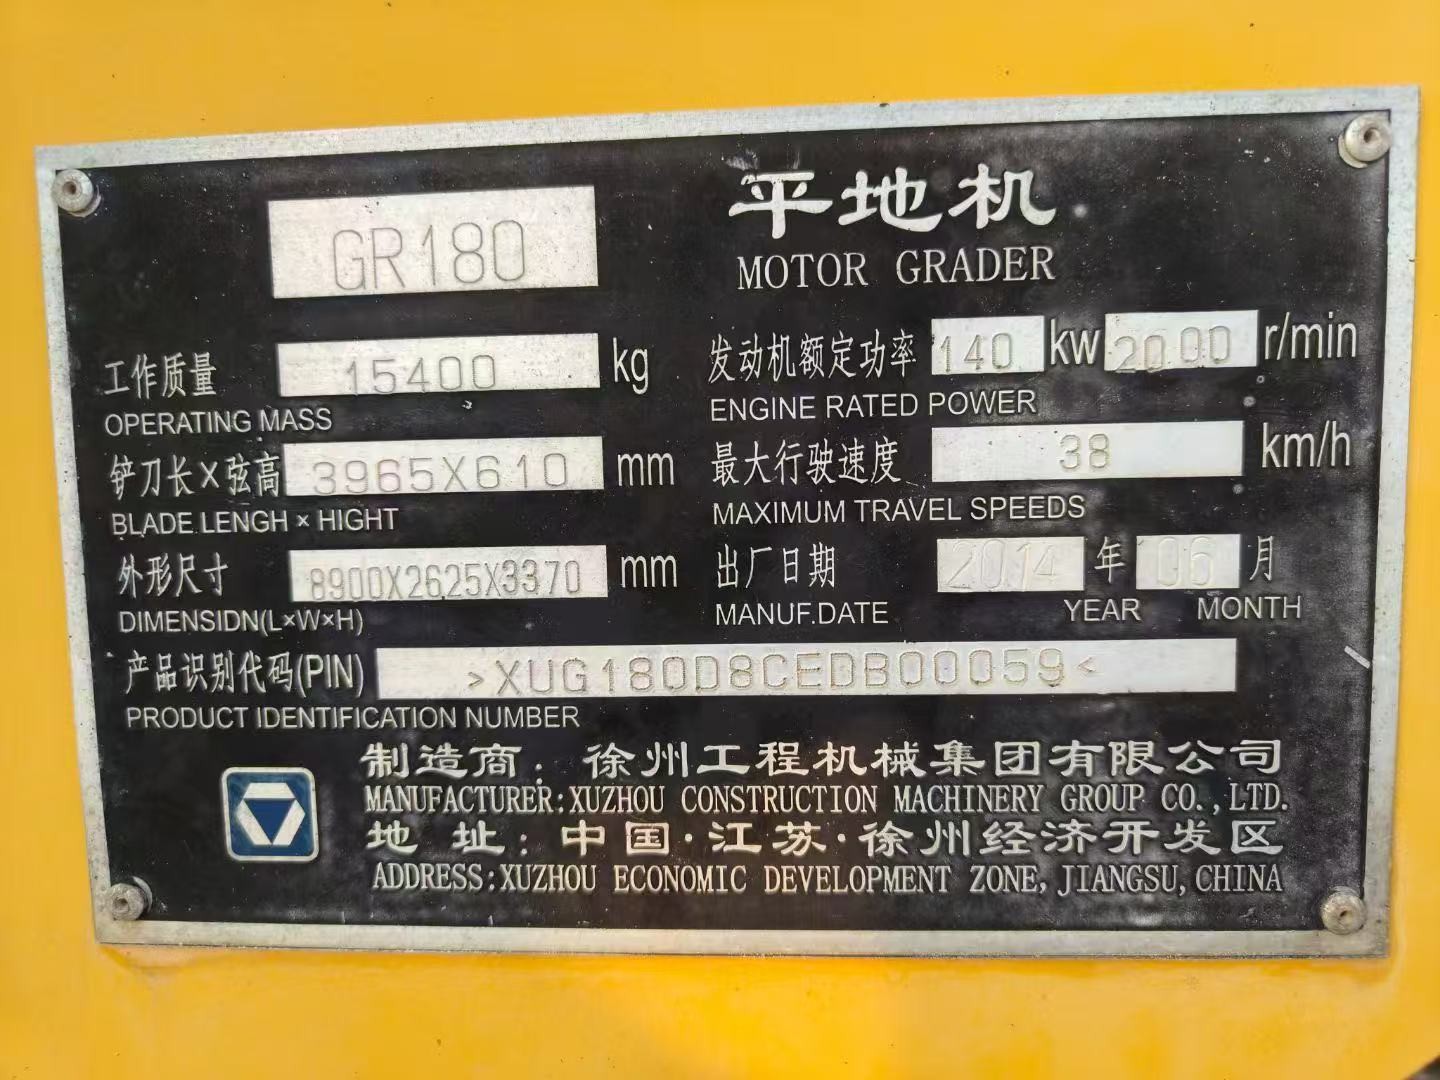 GR180
平地机
MOTOR GRADER
工作质量 15400 kg
OPERATING MASS
发动机额定功率 140 kw 2000 r/min
ENGINE RATED POWER
铲刀长×弦高 3965X610 mm
BLADE LENGH × HIGHT
最大行驶速度 38 km/h
MAXIMUM TRAVEL SPEEDS
外形尺寸 8900X2625X3370 mm
DIMENSIDN(L×W×H)
出厂日期 2014 年 06 月
MANUF.DATE YEAR MONTH
产品识别代码(PIN) >XUG180D8CEDB00059<
PRODUCT IDENTIFICATION NUMBER
制造商：徐州工程机械集团有限公司
MANUFACTURER:XUZHOU CONSTRUCTION MACHINERY GROUP CO.,LTD.
地 址：中国·江苏·徐州经济开发区
ADDRESS:XUZHOU ECONOMIC DEVELOPMENT ZONE,JIANGSU,CHINA